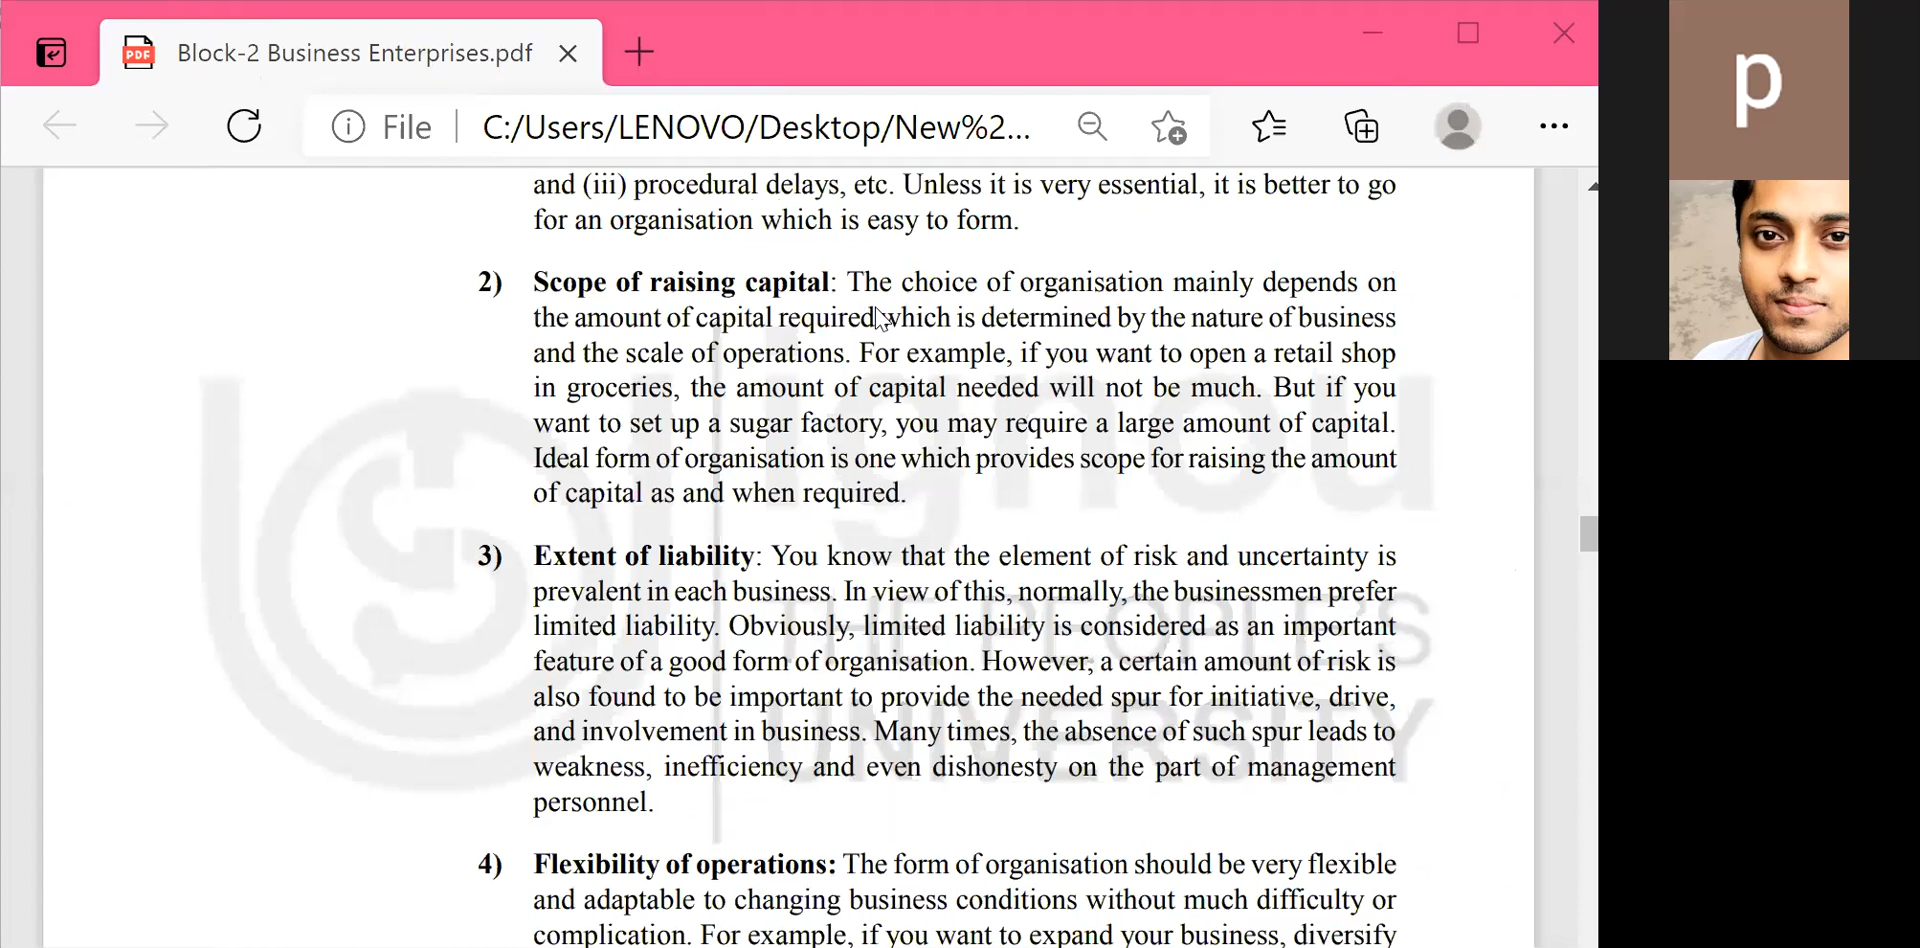 Block-2 Business Enterprises.pdf
PDF
File
C:/Users/LENOVO/Desktop/New%2...
p
and (iii) procedural delays, etc. Unless it is very essential, it is better to go
for an organisation which is easy to form.
2) Scope of raising capital: The choice of organisation mainly depends on
the amount of capital required which is determined by the nature of business
and the scale of operations. For example, if you want to open a retail shop
in groceries, the amount of capital needed will not be much. But if you
want to set up a sugar factory, you may require a large amount of capital.
Ideal form of organisation is one which provides scope for raising the amount
of capital as and when required.
3) Extent of liability: You know that the element of risk and uncertainty is
prevalent in each business. In view of this, normally, the businessmen prefer
limited liability. Obviously, limited liability is considered as an important
feature of a good form of organisation. However, a certain amount of risk is
also found to be important to provide the needed spur for initiative, drive,
and involvement in business. Many times, the absence of such spur leads to
weakness, inefficiency and even dishonesty on the part of management
personnel.
4) Flexibility of operations: The form of organisation should be very flexible
and adaptable to changing business conditions without much difficulty or
complication. For example, if you want to expand your business, diversify
ignou
THE PEOPLE'S
UNIVERSITY